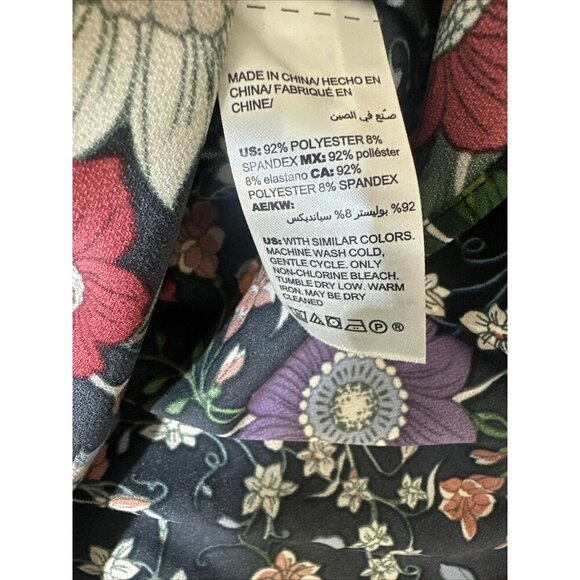 MADE IN CHINA/ HECHO EN
CHINA/ FABRIQUÉ EN
CHINE/
صنع في الصين
US: 92% POLYESTER 8%
SPANDEX MX: 92% poliéster
8% elastano CA: 92%
POLYESTER 8% SPANDEX
AE/KW:
92% بوليستر 8% سپانديكس
US: WITH SIMILAR COLORS.
MACHINE WASH COLD,
GENTLE CYCLE. ONLY
NON-CHLORINE BLEACH.
TUMBLE DRY LOW. WARM
IRON. MAY BE DRY
CLEANED
P ®